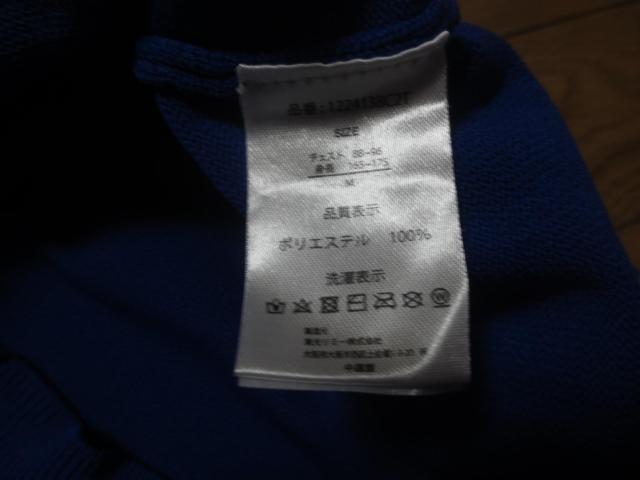 品番：1224138C2T
SIZE
チェスト 88-96
身長 165-175
M
品質表示
ポリエステル 100%
洗濯表示
中国製